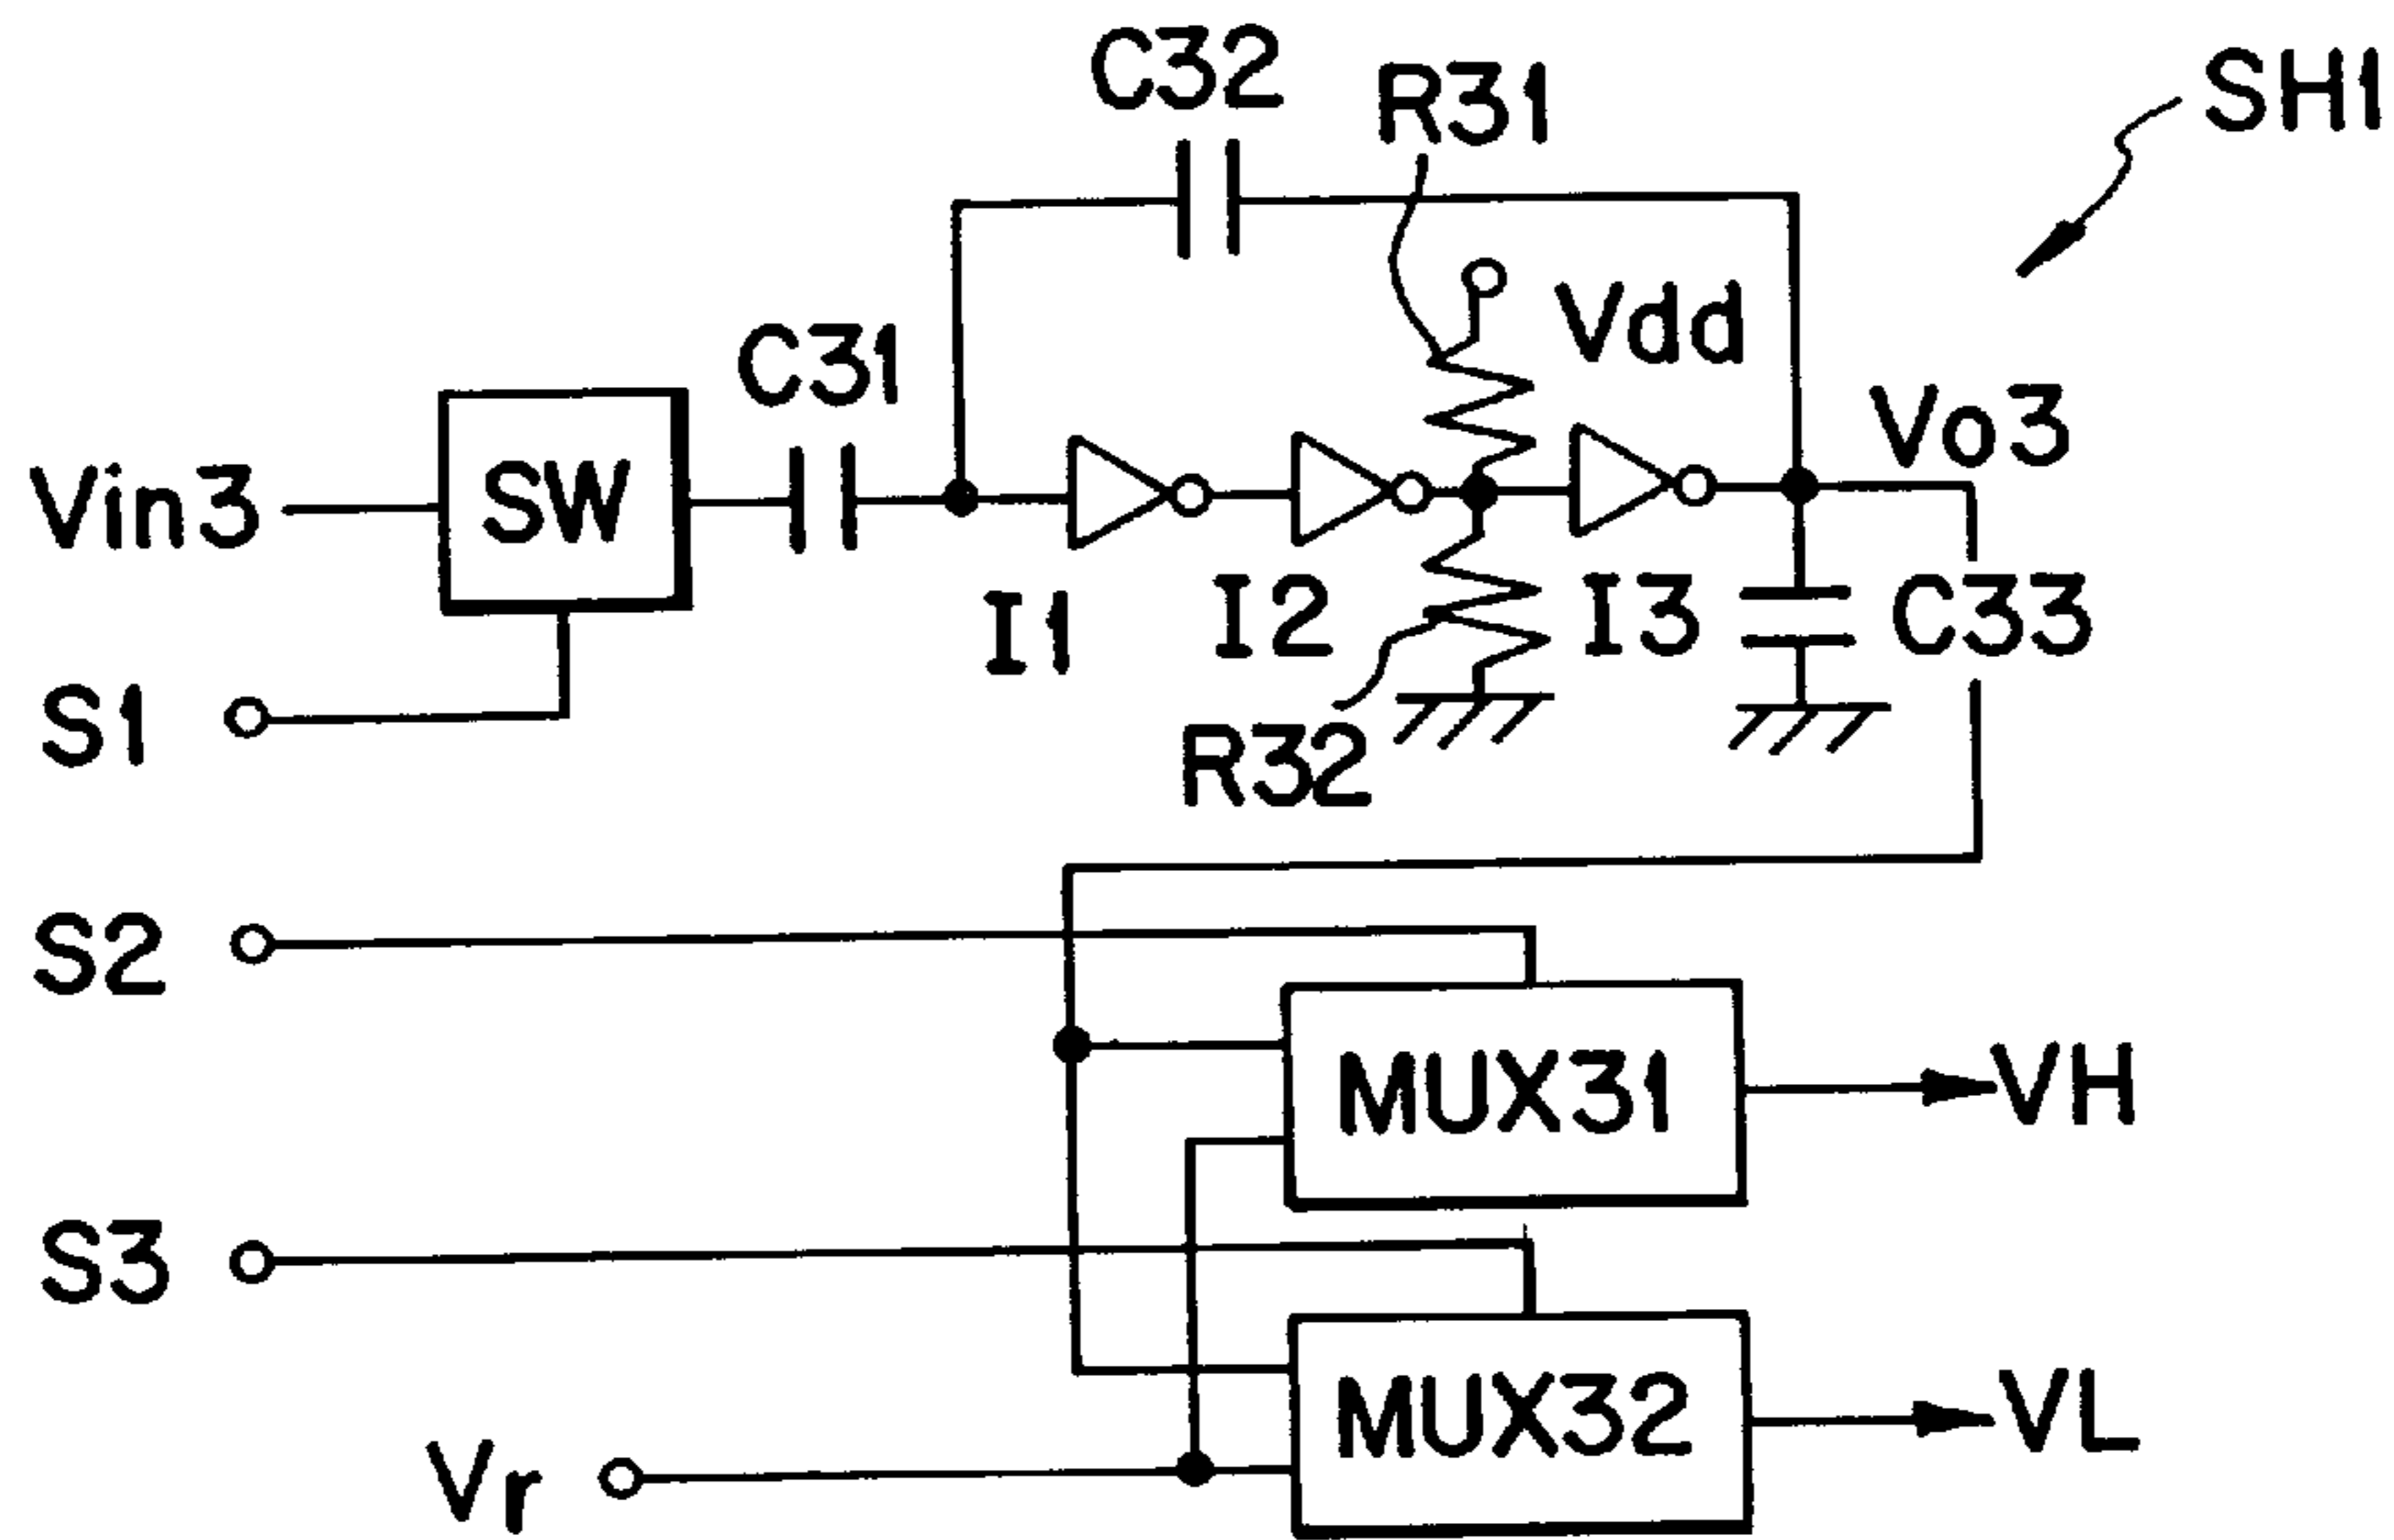 C32
R31
SH1
Vdd
C31
Vo3
Vin3
SW
I1
I2
I3
C33
S1
R32
S2
MUX31
VH
S3
MUX32
VL
Vr